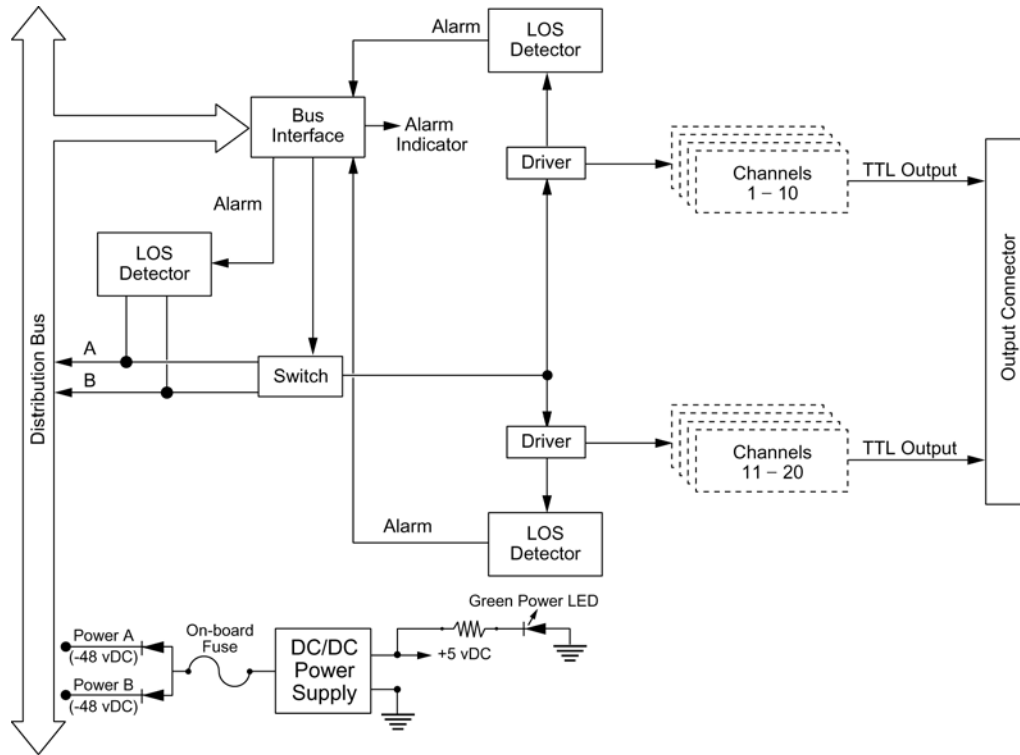 Alarm
LOS
Detector
Bus
Interface
Alarm
Indicator
Driver
Channels
1 – 10
TTL Output
Alarm
LOS
Detector
A
B
Switch
Distribution Bus
Output Connector
Driver
Channels
11 – 20
TTL Output
Alarm
LOS
Detector
Green Power LED
Power A
(-48 vDC)
On-board
Fuse
DC/DC
Power
Supply
+5 vDC
Power B
(-48 vDC)